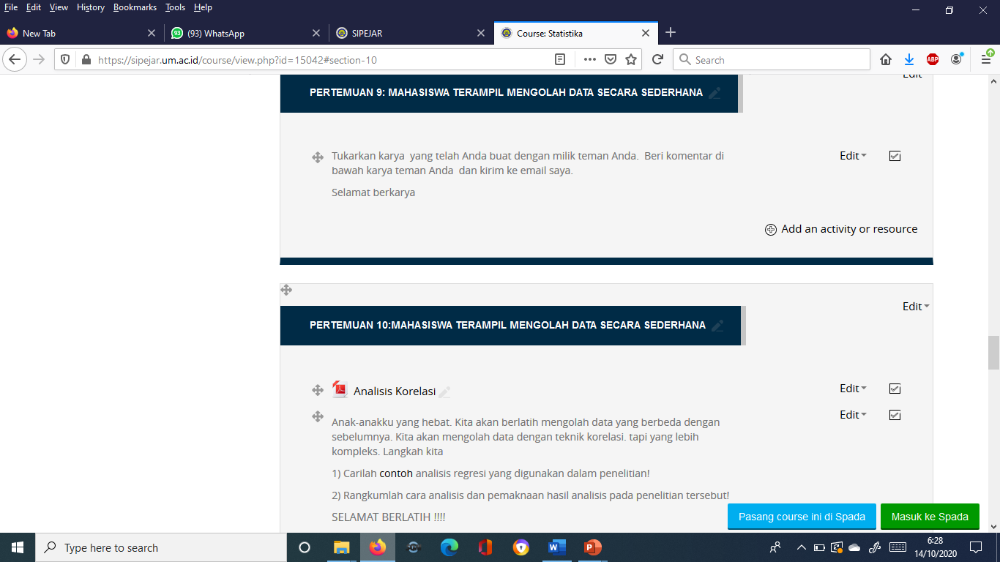 File Edit View History Bookmarks Tools Help
New Tab
(93) WhatsApp
SIPEJAR
Course: Statistika
https://sipejar.um.ac.id/course/view.php?id=15042#section-10
Search
ABP
Edit
PERTEMUAN 9: MAHASISWA TERAMPIL MENGOLAH DATA SECARA SEDERHANA
Tukarkan karya  yang telah Anda buat dengan milik teman Anda.  Beri komentar di
bawah karya teman Anda  dan kirim ke email saya.
Edit
Selamat berkarya
Add an activity or resource
Edit
PERTEMUAN 10:MAHASISWA TERAMPIL MENGOLAH DATA SECARA SEDERHANA
Analisis Korelasi
Edit
Edit
Anak-anakku yang hebat. Kita akan berlatih mengolah data yang berbeda dengan
sebelumnya. Kita akan mengolah data dengan teknik korelasi. tapi yang lebih
kompleks. Langkah kita
1) Carilah contoh analisis regresi yang digunakan dalam penelitian!
2) Rangkumlah cara analisis dan pemaknaan hasil analisis pada penelitian tersebut!
SELAMAT BERLATIH !!!!
Pasang course ini di Spada
Masuk ke Spada
Type here to search
6:28
14/10/2020